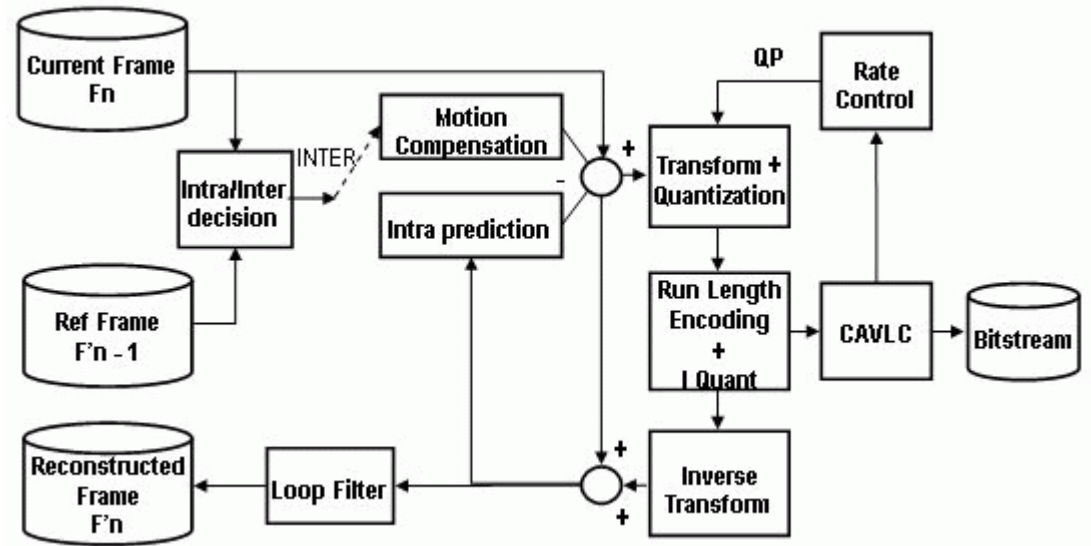 Current Frame
Fn
QP
Rate
Control
Motion
Compensation
INTER
+
-
Transform +
Quantization
Intra/Inter
decision
Intra prediction
Ref Frame
F'n - 1
Run Length
Encoding
+
I Quant
CAVLC
Bitstream
Reconstructed
Frame
F'n
Loop Filter
+
+
Inverse
Transform